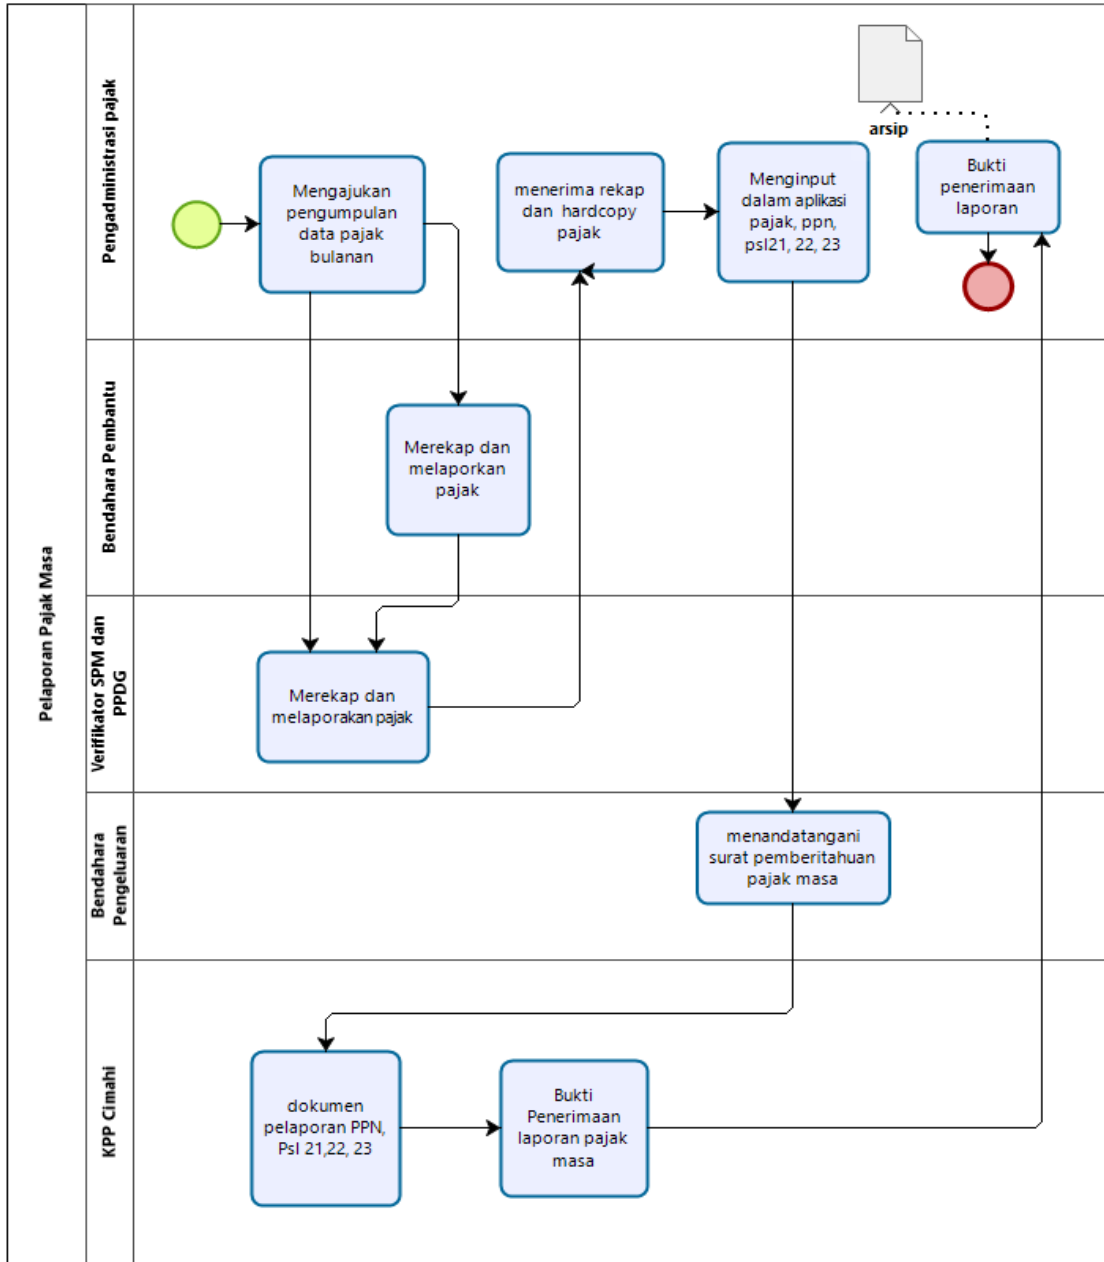 Pelaporan Pajak Masa
Pengadministrasi pajak
Mengajukan
pengumpulan
data pajak
bulanan
menerima rekap
dan hardcopy
pajak
Menginput
dalam aplikasi
pajak, ppn,
psl21, 22, 23
arsip
Bukti
penerimaan
laporan
Bendahara Pembantu
Merekap dan
melaporkan
pajak
Verifikator SPM dan
PPDG
Merekap dan
melaporakan pajak
Bendahara
Pengeluaran
menandatangani
surat pemberitahuan
pajak masa
KPP Cimahi
dokumen
pelaporan PPN,
Psl 21,22, 23
Bukti
Penerimaan
laporan pajak
masa